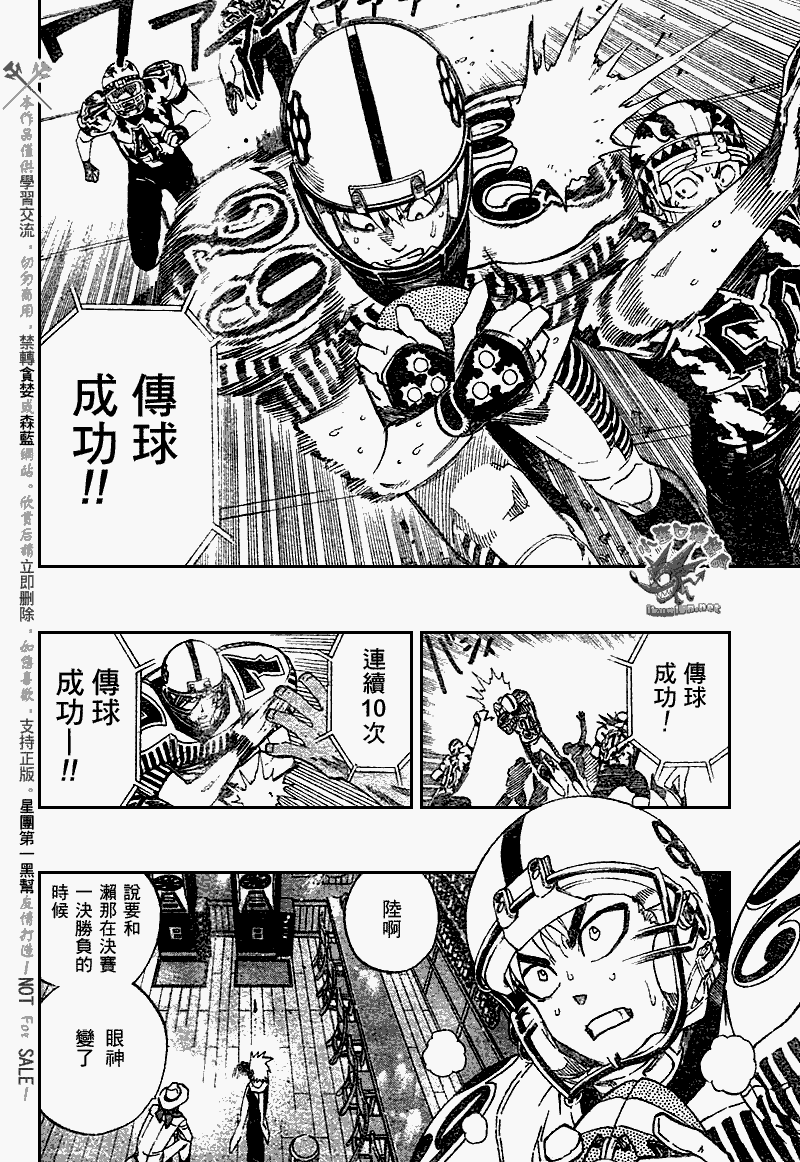 傳球
成功!!
傳球
成功!
連續10次
傳球
成功ー!!
陸啊
說要和
瀨那在決賽
一決勝負的
時候
眼神
變了
本作品僅供學習交流。切勿商用。禁轉貪婪威森藍網站。欣賞后請立即刪除。如您喜歡。支持正版。星團第一黑幫友情打造!NOT For SALE!